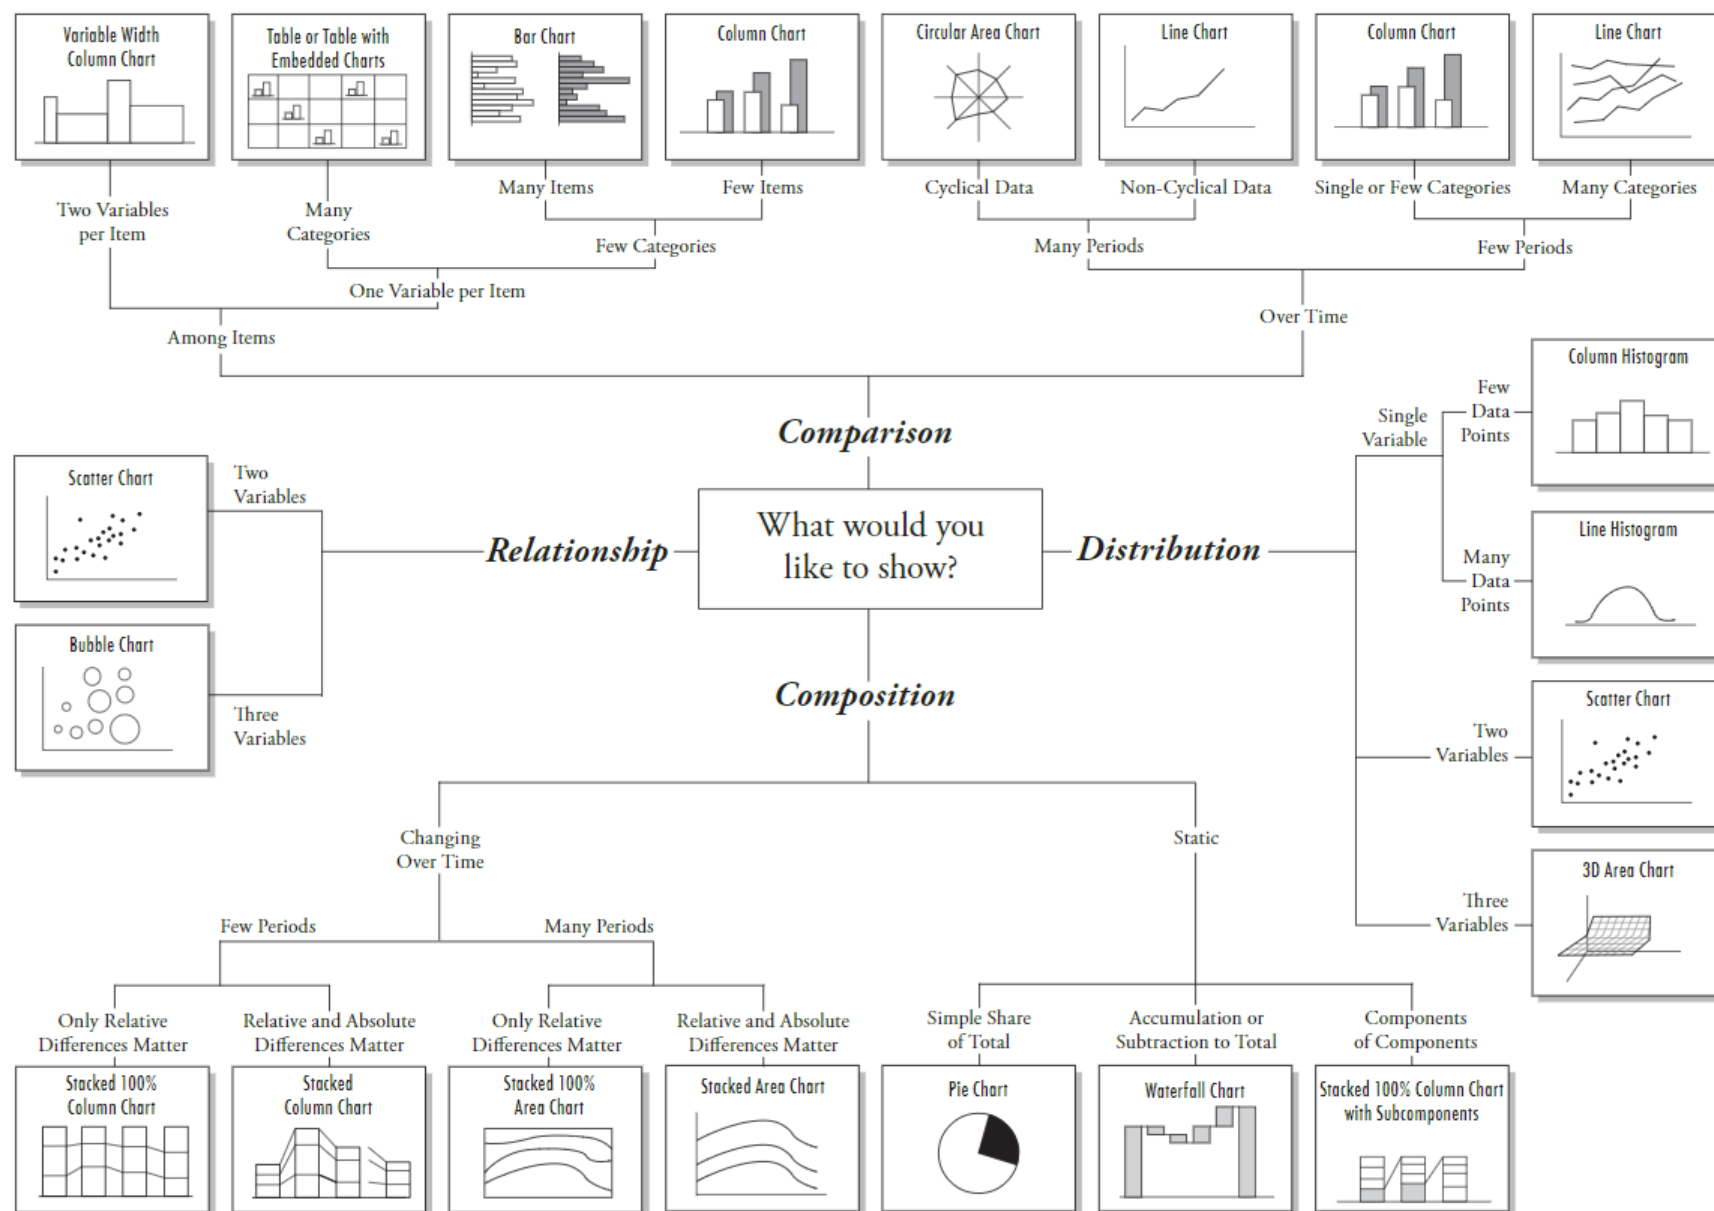 Variable Width
Column Chart
Table or Table with
Embedded Charts
Bar Chart
Column Chart
Circular Area Chart
Line Chart
Column Chart
Line Chart
Two Variables
per Item
Many
Categories
Many Items
Few Items
Cyclical Data
Non-Cyclical Data
Single or Few Categories
Many Categories
Few Categories
Many Periods
Few Periods
One Variable per Item
Over Time
Among Items
Comparison
Scatter Chart
Two
Variables
Relationship
Bubble Chart
Three
Variables
What would you
like to show?
Distribution
Single
Variable
Few
Data
Points
Column Histogram
Many
Data
Points
Line Histogram
Two
Variables
Scatter Chart
Three
Variables
3D Area Chart
Composition
Changing
Over Time
Static
Few Periods
Many Periods
Only Relative
Differences Matter
Relative and Absolute
Differences Matter
Only Relative
Differences Matter
Relative and Absolute
Differences Matter
Simple Share
of Total
Accumulation or
Subtraction to Total
Components
of Components
Stacked 100%
Column Chart
Stacked
Column Chart
Stacked 100%
Area Chart
Stacked Area Chart
Pie Chart
Waterfall Chart
Stacked 100% Column Chart
with Subcomponents